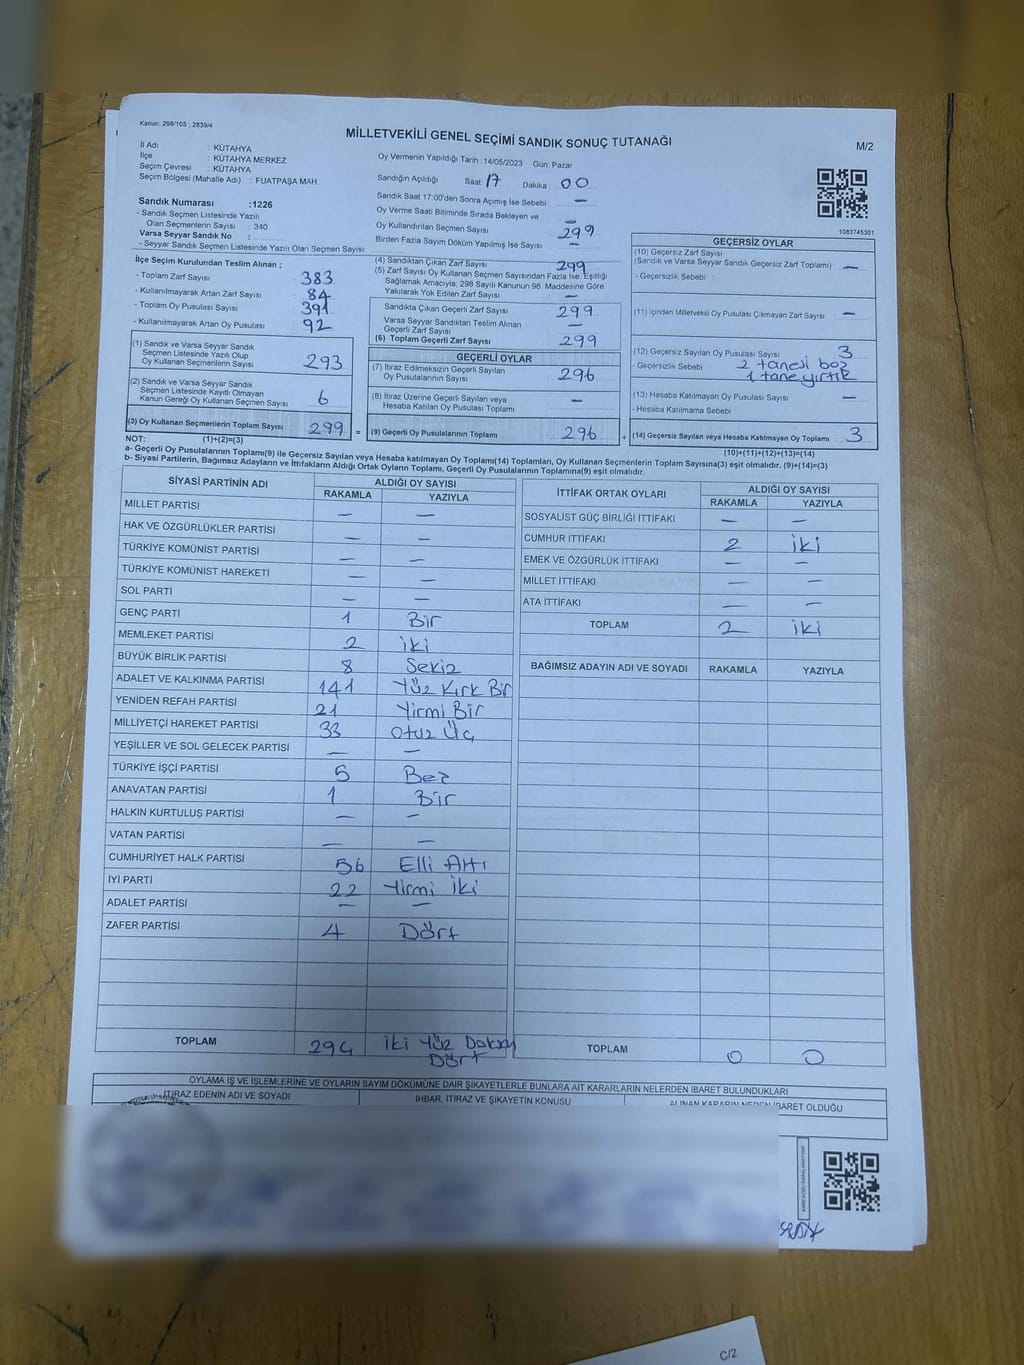 Kanun: 298/105 , 2839/4
MİLLETVEKİLİ GENEL SEÇİMİ SANDIK SONUÇ TUTANAĞI
M/2
İl Adı : KÜTAHYA
İlçe : KÜTAHYA MERKEZ
Seçim Çevresi : KÜTAHYA
Seçim Bölgesi (Mahalle Adı) : FUATPAŞA MAH.
Sandık Numarası :1226
- Sandık Seçmen Listesinde Yazılı
Olan Seçmenlerin Sayısı : 340
Varsa Seyyar Sandık No :
- Seyyar Sandık Seçmen Listesinde Yazılı Olan Seçmen Sayısı:
Oy Vermenin Yapıldığı Tarih :14/05/2023 Gün: Pazar
Sandığın Açıldığı Saat: 17 Dakika : 00
Sandık Saat 17:00'den Sonra Açılmış İse Sebebi : —
Oy Verme Saati Bitiminde Sırada Bekleyen ve
Oy Kullandırılan Seçmen Sayısı : 299
Birden Fazla Sayım Döküm Yapılmış İse Sayısı : —
1083745301
İlçe Seçim Kurulundan Teslim Alınan ;
- Toplam Zarf Sayısı : 383
- Kullanılmayarak Artan Zarf Sayısı : 84
- Toplam Oy Pusulası Sayısı : 391
- Kullanılmayarak Artan Oy Pusulası : 92
(1) Sandık ve Varsa Seyyar Sandık
Seçmen Listesinde Yazılı Olup
Oy Kullanan Seçmenlerin Sayısı : 293
(2) Sandık ve Varsa Seyyar Sandık
Seçmen Listesinde Kayıtlı Olmayan
Kanun Gereği Oy Kullanan Seçmen Sayısı : 6
(3) Oy Kullanan Seçmenlerin Toplam Sayısı : 299 =
(4) Sandıktan Çıkan Zarf Sayısı : 299
(5) Zarf Sayısı Oy Kullanan Seçmen Sayısından Fazla İse, Eşitliği
Sağlamak Amacıyla, 298 Sayılı Kanunun 98. Maddesine Göre
Yakılarak Yok Edilen Zarf Sayısı : —
Sandıkta Çıkan Geçerli Zarf Sayısı : 299
Varsa Seyyar Sandıktan Teslim Alınan
Geçerli Zarf Sayısı : —
(6) Toplam Geçerli Zarf Sayısı : 299
GEÇERLİ OYLAR
(7) İtiraz Edilmeksizin Geçerli Sayılan
Oy Pusulalarının Sayısı : 296
(8) İtiraz Üzerine Geçerli Sayılan veya
Hesaba Katılan Oy Pusulası Toplamı : —
(9) Geçerli Oy Pusulalarının Toplamı : 296 +
GEÇERSİZ OYLAR
(10) Geçersiz Zarf Sayısı
(Sandık ve Varsa Seyyar Sandık Geçersiz Zarf Toplamı) : —
- Geçersizlik Sebebi :
(11) İçinden Milletvekili Oy Pusulası Çıkmayan Zarf Sayısı : —
(12) Geçersiz Sayılan Oy Pusulası Sayısı : 3
- Geçersizlik Sebebi : 2 tanesi boş
1 tane yırtık
(13) Hesaba Katılmayan Oy Pusulası Sayısı : —
- Hesaba Katılmama Sebebi :
(14) Geçersiz Sayılan veya Hesaba Katılmayan Oy Toplamı : 3
NOT: (1)+(2)=(3)
(10)+(11)+(12)+(13)=(14)
a- Geçerli Oy Pusulalarının Toplamı(9) ile Geçersiz Sayılan veya Hesaba katılmayan Oy Toplamı(14) Toplamları, Oy Kullanan Seçmenlerin Toplam Sayısına(3) eşit olmalıdır. (9)+(14)=(3)
b- Siyasi Partilerin, Bağımsız Adayların ve İttifakların Aldığı Ortak Oyların Toplamı, Geçerli Oy Pusulalarının Toplamına(9) eşit olmalıdır.
SİYASİ PARTİNİN ADI ALDIĞI OY SAYISI
RAKAMLA YAZIYLA
MİLLET PARTİSİ — —
HAK VE ÖZGÜRLÜKLER PARTİSİ — —
TÜRKİYE KOMÜNİST PARTİSİ — —
TÜRKİYE KOMÜNİST HAREKETİ — —
SOL PARTİ — —
GENÇ PARTİ 1 Bir
MEMLEKET PARTİSİ 2 iki
BÜYÜK BİRLİK PARTİSİ 8 Sekiz
ADALET VE KALKINMA PARTİSİ 141 Yüz Kırk Bir
YENİDEN REFAH PARTİSİ 21 Yirmi Bir
MİLLİYETÇİ HAREKET PARTİSİ 33 Otuz Üç
YEŞİLLER VE SOL GELECEK PARTİSİ — —
TÜRKİYE İŞÇİ PARTİSİ 5 Beş
ANAVATAN PARTİSİ 1 Bir
HALKIN KURTULUŞ PARTİSİ — —
VATAN PARTİSİ — —
CUMHURİYET HALK PARTİSİ 56 Elli Altı
İYİ PARTİ 22 Yirmi İki
ADALET PARTİSİ — —
ZAFER PARTİSİ 4 Dört
TOPLAM 294 iki Yüz Doksan
Dört
İTTİFAK ORTAK OYLARI ALDIĞI OY SAYISI
RAKAMLA YAZIYLA
SOSYALİST GÜÇ BİRLİĞİ İTTİFAKI — —
CUMHUR İTTİFAKI 2 iki
EMEK VE ÖZGÜRLÜK İTTİFAKI — —
MİLLET İTTİFAKI — —
ATA İTTİFAKI — —
TOPLAM 2 iki
BAĞIMSIZ ADAYIN ADI VE SOYADI RAKAMLA YAZIYLA
TOPLAM 0 0
OYLAMA İŞ VE İŞLEMLERİNE VE OYLARIN SAYIM DÖKÜMÜNE DAİR ŞİKAYETLERLE BUNLARA AİT KARARLARIN NELERDEN İBARET BULUNDUKLARI
İTİRAZ EDENİN ADI VE SOYADI İHBAR, İTİRAZ VE ŞİKAYETİN KONUSU ALINAN KARARIN NEDEN İBARET OLDUĞU
C/2